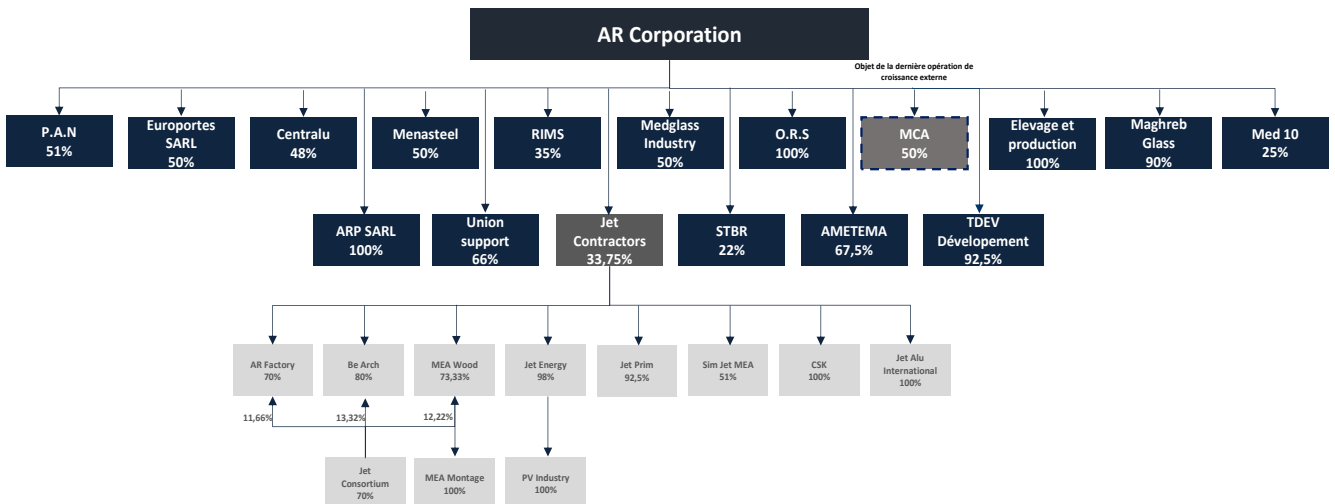 AR Corporation
Objet de la dernière opération de
croissance externe
P.A.N
51%
Europortes
SARL
50%
Centralu
48%
Menasteel
50%
RIMS
35%
Medglass
Industry
50%
O.R.S
100%
MCA
50%
Elevage et
production
100%
Maghreb
Glass
90%
Med 10
25%
ARP SARL
100%
Union
support
66%
Jet
Contractors
33,75%
STBR
22%
AMETEMA
67,5%
TDEV
Dévelopement
92,5%
AR Factory
70%
Be Arch
80%
MEA Wood
73,33%
Jet Energy
98%
Jet Prim
92,5%
Sim Jet MEA
51%
CSK
100%
Jet Alu
International
100%
11,66%
13,32%
12,22%
Jet
Consortium
70%
MEA Montage
100%
PV Industry
100%